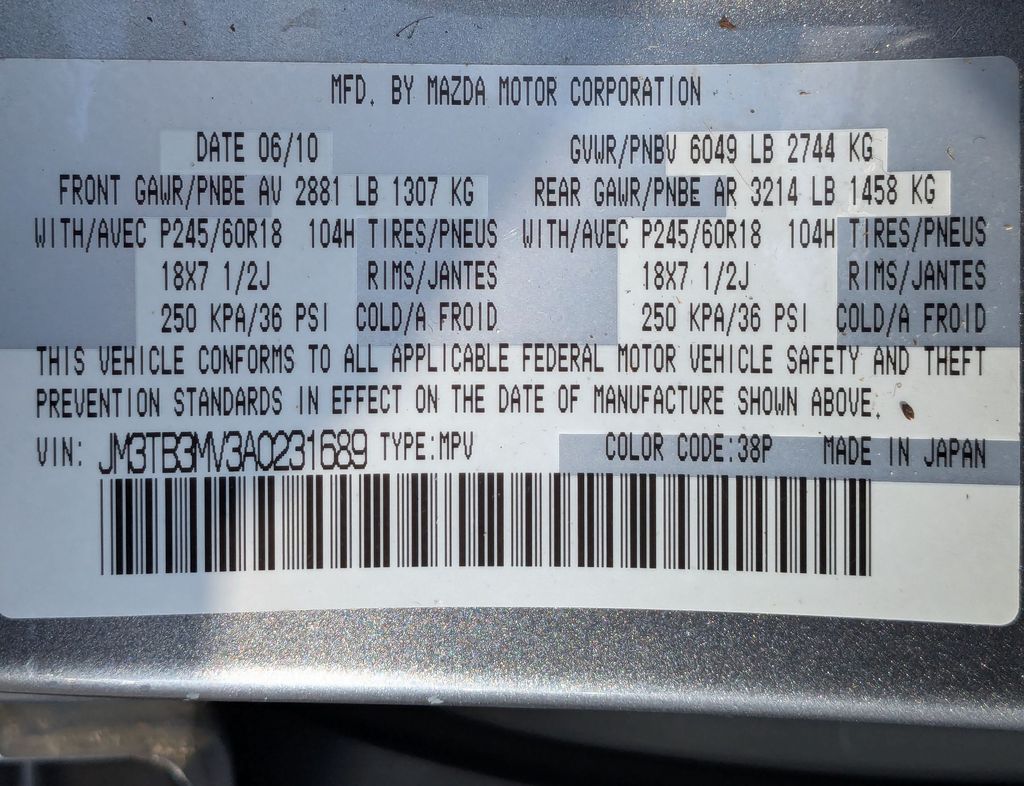 MFD. BY MAZDA MOTOR CORPORATION
DATE 06/10 GVWR/PNBV 6049 LB 2744 KG
FRONT GAWR/PNBE AV 2881 LB 1307 KG REAR GAWR/PNBE AR 3214 LB 1458 KG
WITH/AVEC P245/60R18 104H TIRES/PNEUS WITH/AVEC P245/60R18 104H TIRES/PNEUS
18X7 1/2J RIMS/JANTES 18X7 1/2J RIMS/JANTES
250 KPA/36 PSI COLD/A FROID 250 KPA/36 PSI COLD/A FROID
THIS VEHICLE CONFORMS TO ALL APPLICABLE FEDERAL MOTOR VEHICLE SAFETY AND THEFT
PREVENTION STANDARDS IN EFFECT ON THE DATE OF MANUFACTURE SHOWN ABOVE.
VIN: JM3TB3MV3A0231689 TYPE:MPV COLOR CODE:38P MADE IN JAPAN